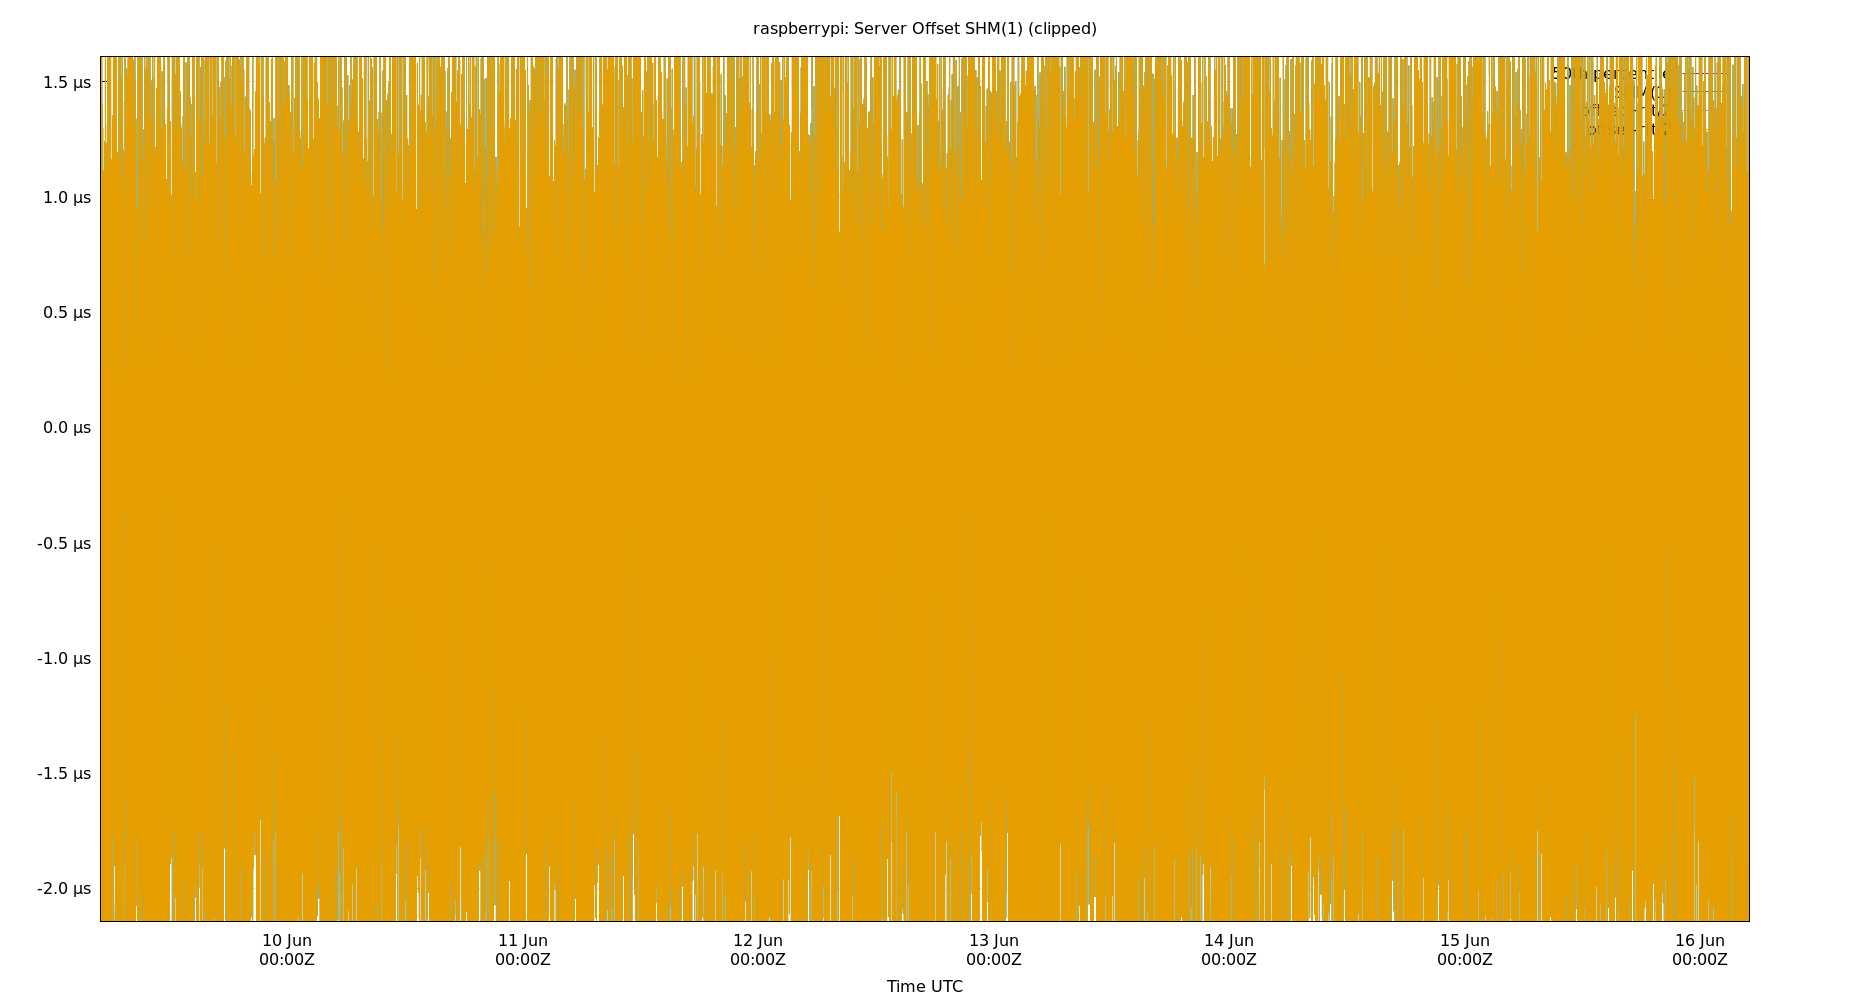 raspberrypi: Server Offset SHM(1) (clipped)
1.5 µs
1.0 µs
0.5 µs
0.0 µs
-0.5 µs
-1.0 µs
-1.5 µs
-2.0 µs
50th percentile
10 Jun 11 Jun 12 Jun 13 Jun 14 Jun 15 Jun 16 Jun
00:00Z 00:00Z 00:00Z 00:00Z 00:00Z 00:00Z 00:00Z
Time UTC